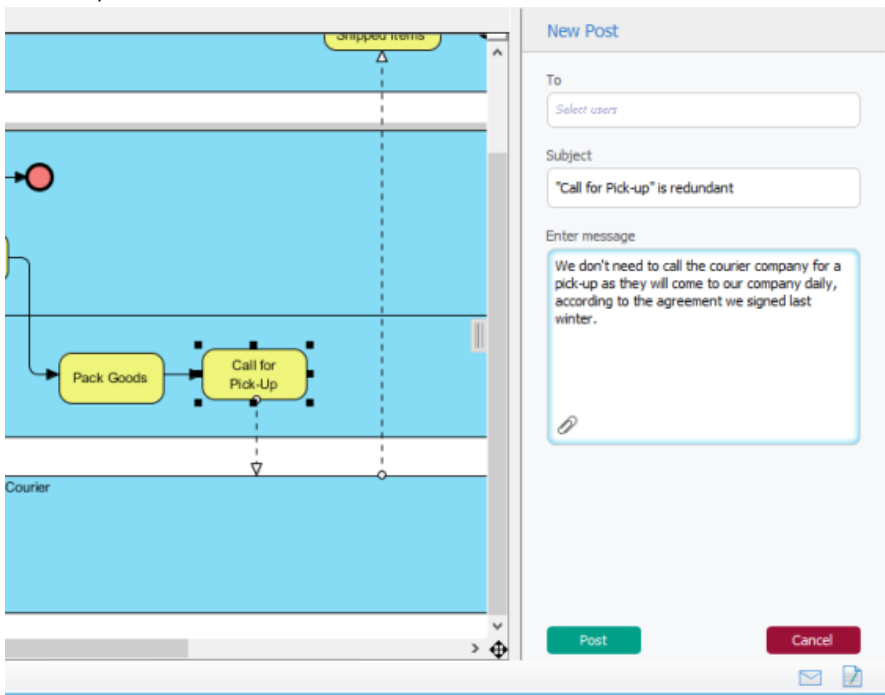 Shipped Items
New Post
To
Select users
Subject
"Call for Pick-up" is redundant
Enter message
We don't need to call the courier company for a
pick-up as they will come to our company daily,
according to the agreement we signed last
winter.
Call for
Pick-Up
Pack Goods
Courier
Post
Cancel